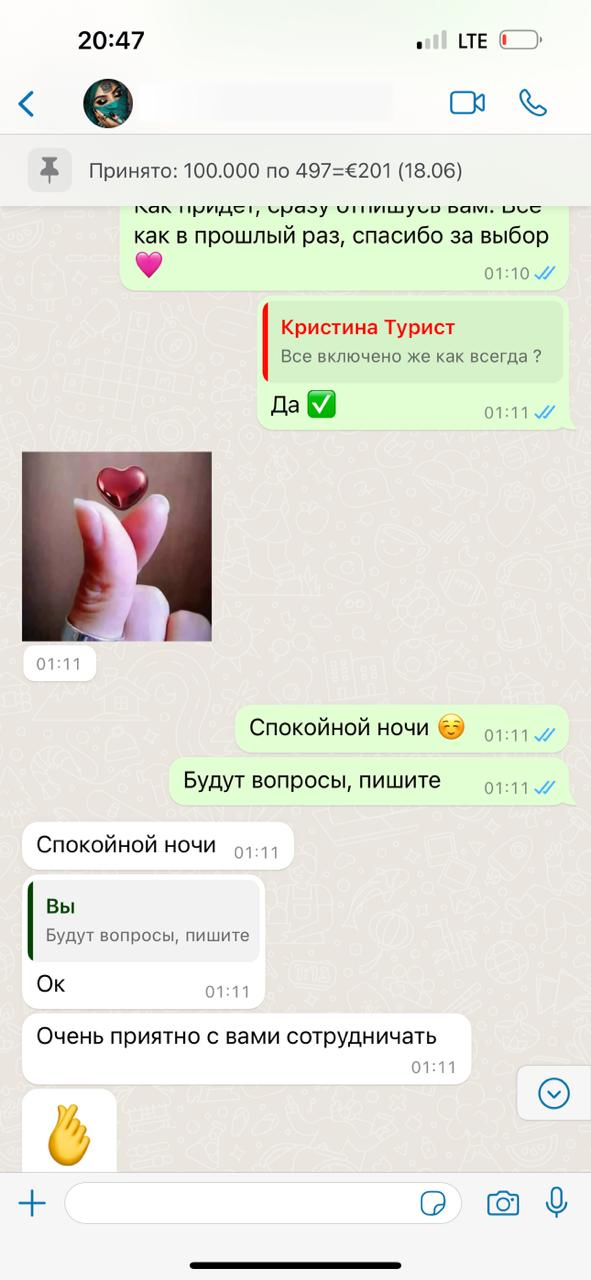 20:47
LTE
Принято: 100.000 по 497=€201 (18.06)
Как придет, сразу отпишусь вам. Все
как в прошлый раз, спасибо за выбор
🩷
01:10
Кристина Турист
Все включено же как всегда ?
Да ✅
01:11
01:11
Спокойной ночи ☺️ 01:11
Будут вопросы, пишите 01:11
Спокойной ночи 01:11
Вы
Будут вопросы, пишите
Ок 01:11
Очень приятно с вами сотрудничать
01:11